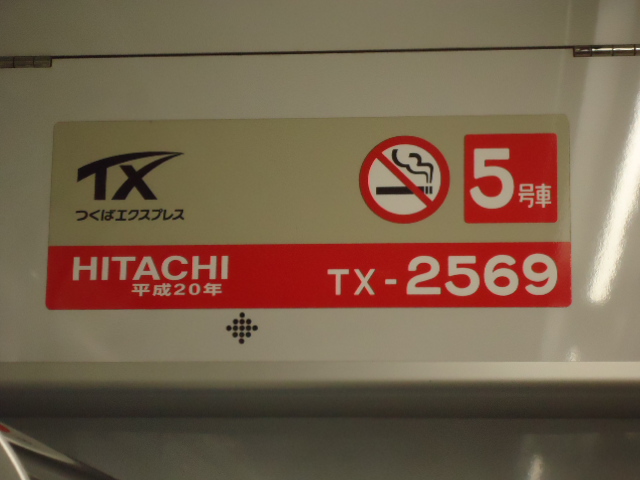 TX
つくばエクスプレス
5号車
HITACHI
平成20年
TX-2569